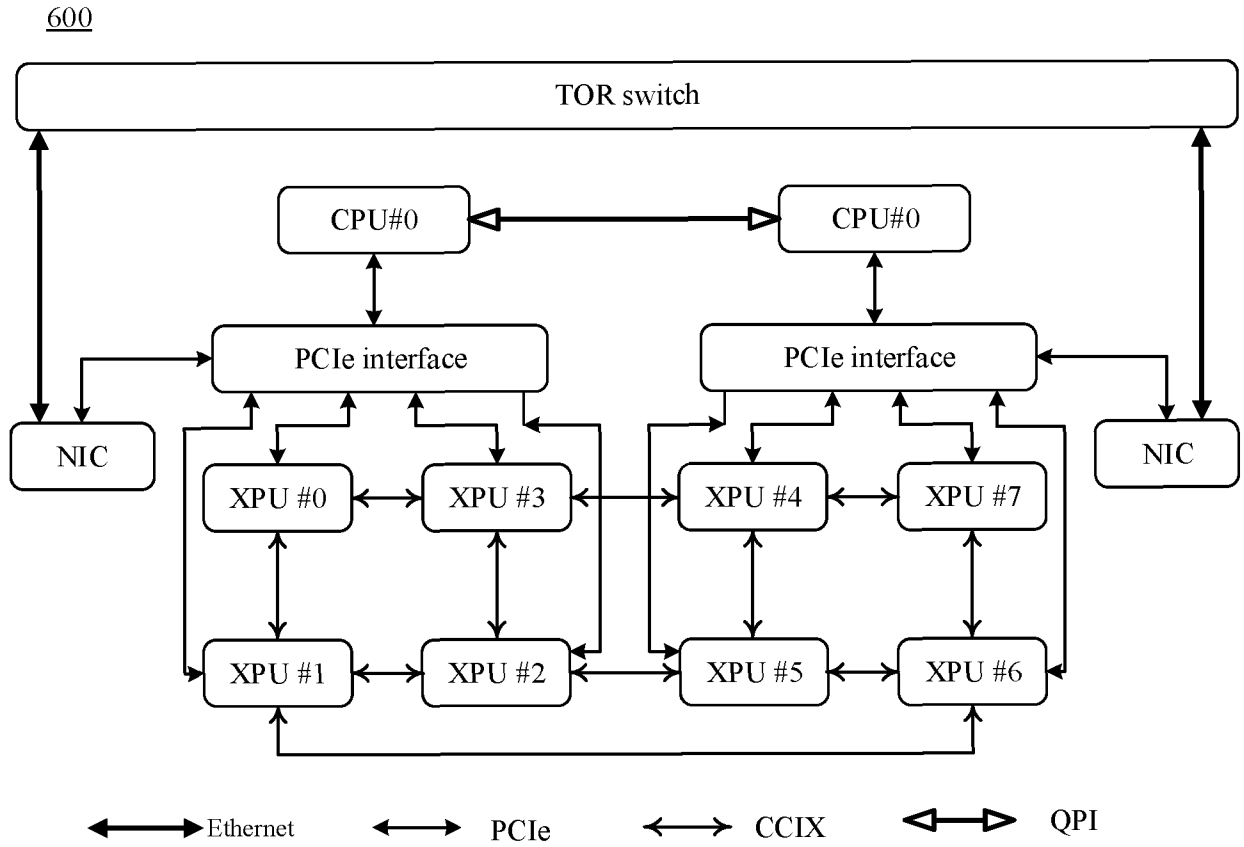 600
TOR switch
CPU#0 CPU#0
PCIe interface PCIe interface
NIC NIC
XPU #0 XPU #3 XPU #4 XPU #7
XPU #1 XPU #2 XPU #5 XPU #6
Ethernet PCIe CCIX QPI